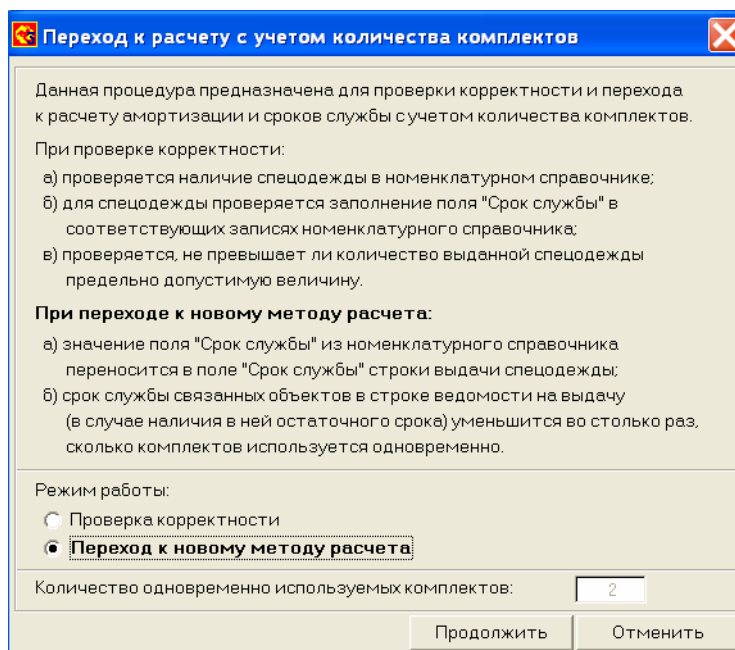 Переход к расчету с учетом количества комплектов
Данная процедура предназначена для проверки корректности и перехода
к расчету амортизации и сроков службы с учетом количества комплектов.
При проверке корректности:
а) проверяется наличие спецодежды в номенклатурном справочнике;
б) для спецодежды проверяется заполнение поля "Срок службы" в
соответствующих записях номенклатурного справочника;
в) проверяется, не превышает ли количество выданной спецодежды
предельно допустимую величину.
При переходе к новому методу расчета:
а) значение поля "Срок службы" из номенклатурного справочника
переносится в поле "Срок службы" строки выдачи спецодежды;
б) срок службы связанных объектов в строке ведомости на выдачу
(в случае наличия в ней остаточного срока) уменьшится во столько раз,
сколько комплектов используется одновременно.
Режим работы:
Проверка корректности
Переход к новому методу расчета
Количество одновременно используемых комплектов: 2
Продолжить Отменить